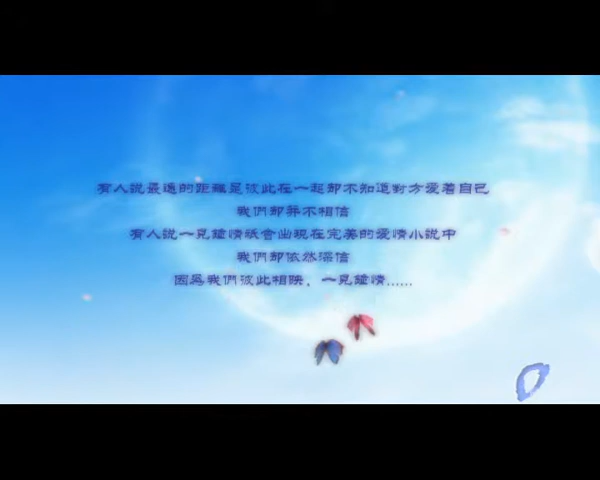 有人說最遠的距離是彼此在一起卻不知道對方愛着自己
我們卻并不相信
有人說一見鍾情祇會出現在完美的愛情小說中
我們卻依然深信
因爲我們彼此相映，一見鍾情......